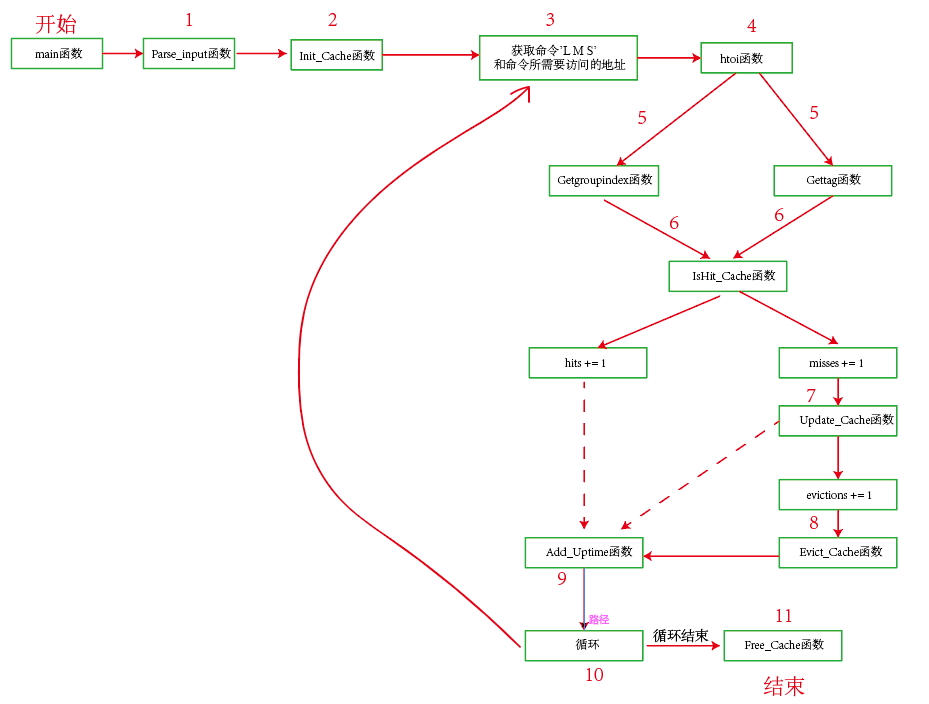 开始
1
2
3
4
main函数
Parse_input函数
Init_Cache函数
获取命令'L M S'
和命令所需要访问的地址
htoi函数
5
5
Getgroupindex函数
Gettag函数
6
6
IsHit_Cache函数
hits += 1
misses += 1
7
Update_Cache函数
evictions += 1
8
Add_Uptime函数
Evict_Cache函数
9
路径
循环
循环结束
11
Free_Cache函数
10
结束